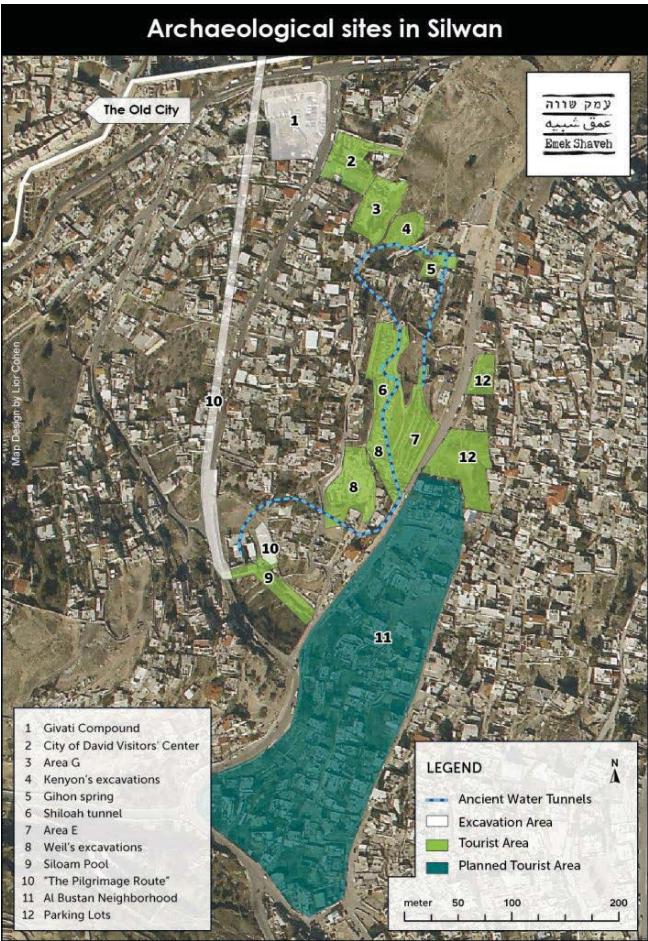 Archaeological sites in Silwan
The Old City
עמק שווה
عمق شبيه
Emek Shaveh
1
2
3
4
5
6
12
10
7
12
8
8
10
9
11
Map Design by Lior Cohen
1 Givati Compound
2 City of David Visitors' Center
3 Area G
4 Kenyon's excavations
5 Gihon spring
6 Shiloah tunnel
7 Area E
8 Weil's excavations
9 Siloam Pool
10 "The Pilgrimage Route"
11 Al Bustan Neighborhood
12 Parking Lots
LEGEND
N
Ancient Water Tunnels
Excavation Area
Tourist Area
Planned Tourist Area
meter 50 100 200